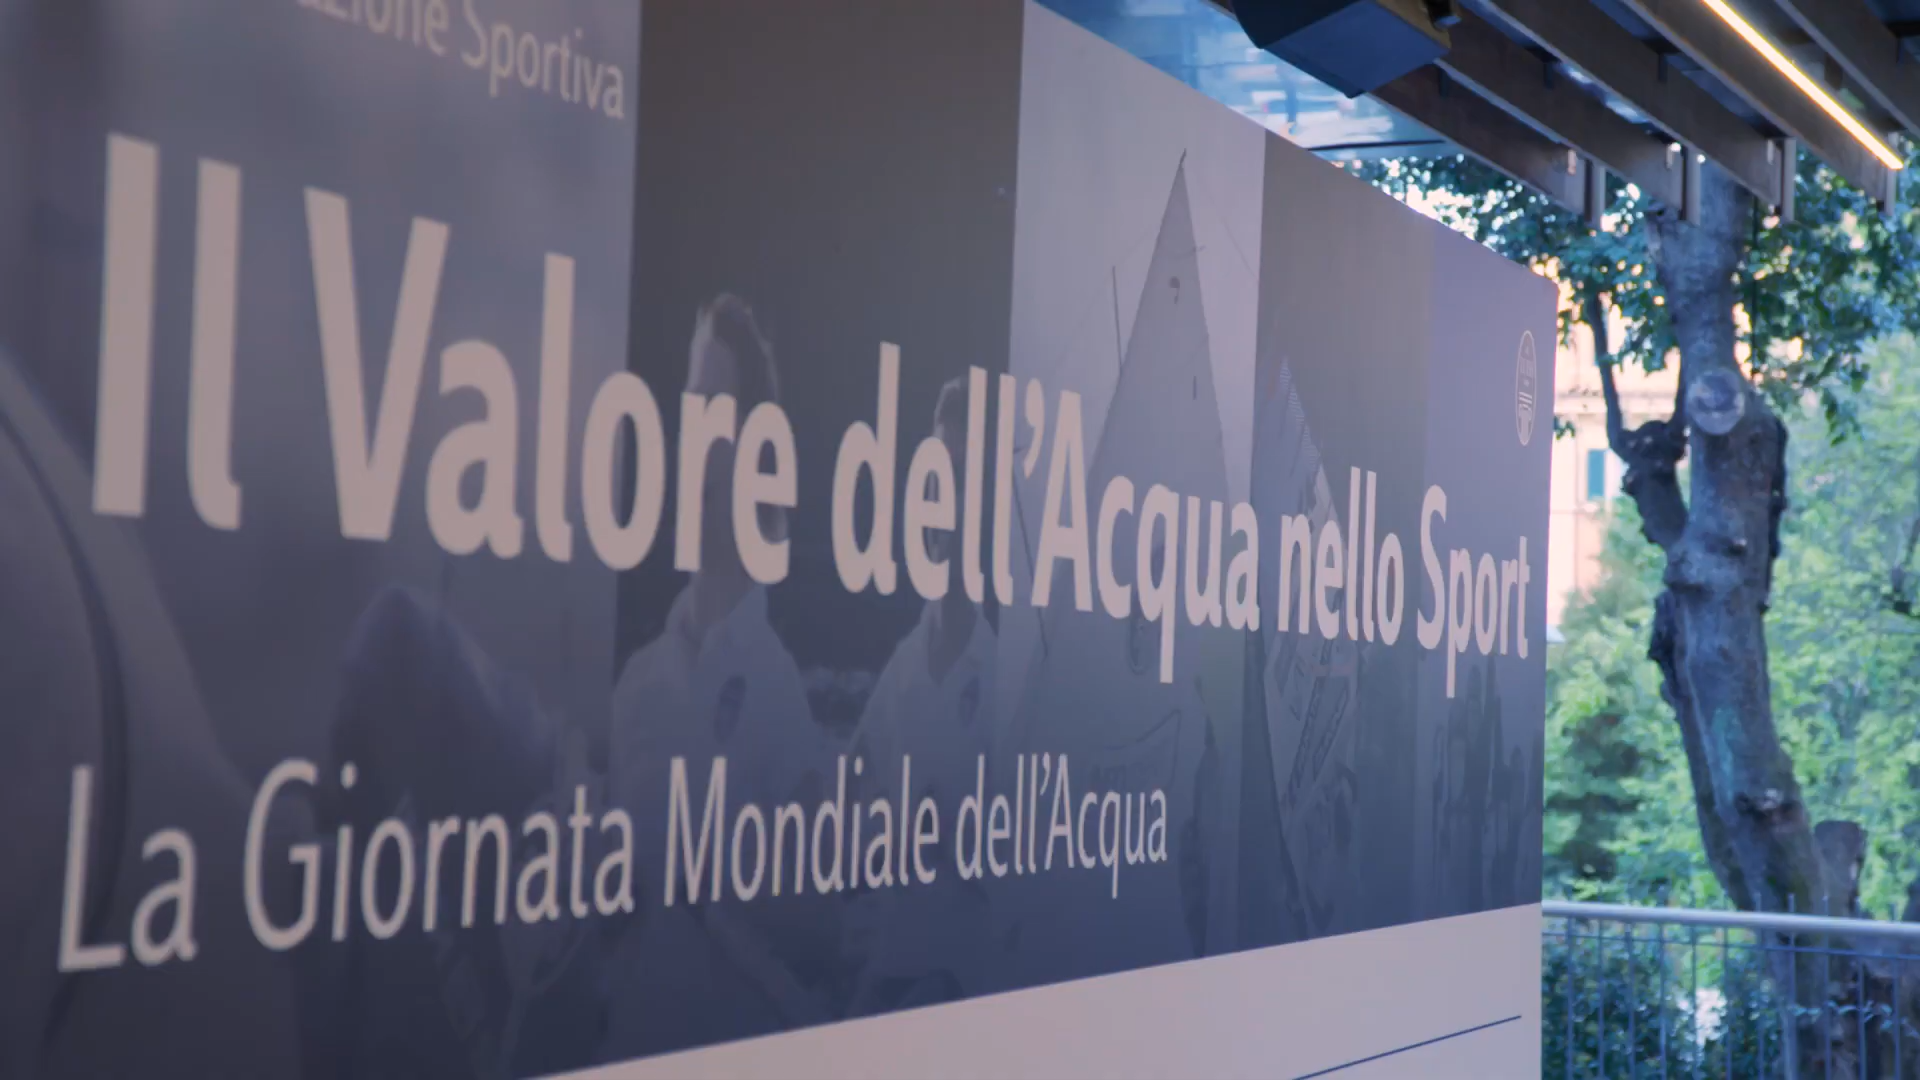 Sportiva
Il Valore dell'Acqua nello Sport
La Giornata Mondiale dell'Acqua